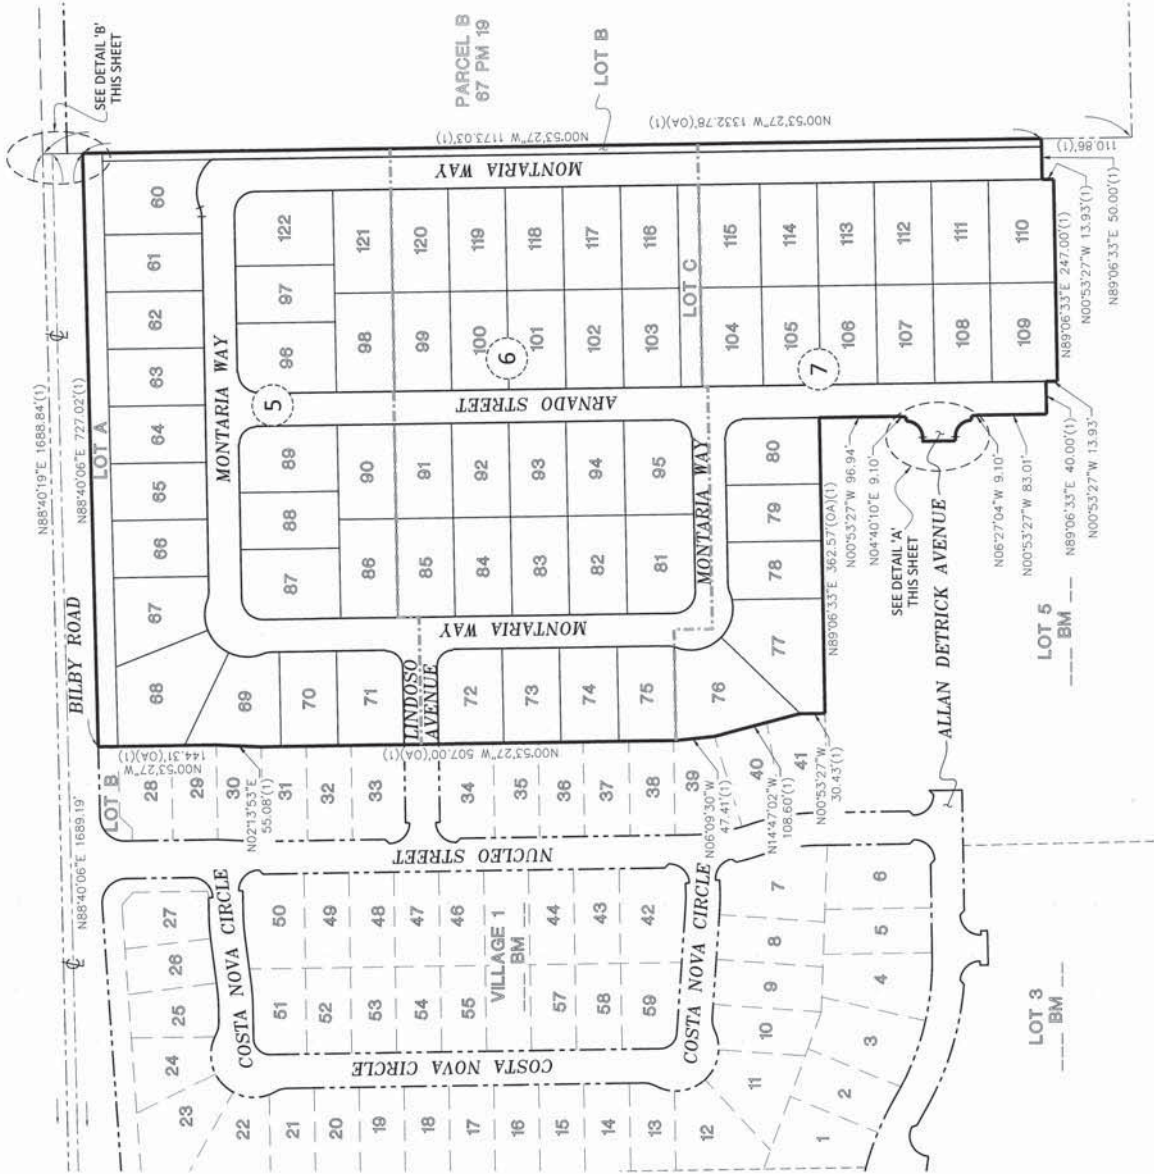 SEE DETAIL 'B'
THIS SHEET
PARCEL B
67 PM 19
LOT B
N88°40'19"E 1688.84'(1)
N88°40'06"E 727.02'(1)
BILBY ROAD
LOT A
N88°40'06"E 1689.19'
N00°53'27"W 1173.03'(1)
N00°53'27"W 1332.78'(OA)(1)
110.86'(1)
60
61
62
63
64
65
66
67
68
69
70
71
MONTARIA WAY
MONTARIA WAY
5
122
97
96
121
98
120
99
119
100
118
101
117
102
116
103
6
LOT C
115
104
114
105
113
106
112
107
111
108
110
109
7
ARNADO STREET
89
88
87
90
86
91
85
92
84
93
83
94
82
95
81
MONTARIA WAY
MONTARIA WAY
80
79
78
77
76
75
74
73
72
LINDOSO
AVENUE
N89°06'33"E 247.00'(1)
N00°53'27"W 13.93'(1)
N89°06'33"E 50.00'(1)
N89°06'33"E 362.57'(OA)(1)
N00°53'27"W 96.94'
N04°40'10"E 9.10'
SEE DETAIL 'A'
THIS SHEET
N06°27'04"W 9.10'
N00°53'27"W 83.01'
N89°06'33"E 40.00'(1)
N00°53'27"W 13.93'
ALLAN DETRICK AVENUE
LOT 5
BM
N00°53'27"W
144.31'(OA)(1)
N02°13'53"E
55.08'(1)
N00°53'27"W 507.00'(OA)(1)
N06°09'30"W
47.41'(1)
N14°47'02"W
108.60'(1)
N00°53'27"W
30.43'(1)
LOT B
28
29
30
31
32
33
34
35
36
37
38
39
40
41
NUCLEO STREET
COSTA NOVA CIRCLE
COSTA NOVA CIRCLE
COSTA NOVA CIRCLE
27
26
25
24
23
22
21
20
19
18
17
16
15
14
13
12
11
10
9
8
7
6
5
4
3
2
1
50
49
48
47
46
44
43
42
51
52
53
54
55
57
58
59
VILLAGE 1
BM
LOT 3
BM